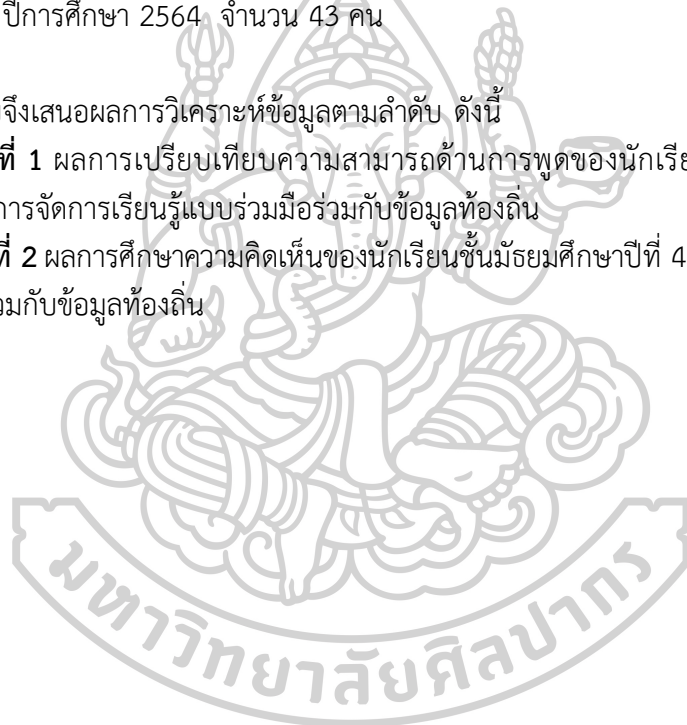 ปีการศึกษา 2564 จำนวน 43 คน
จึงเสนอผลการวิเคราะห์ข้อมูลตามลำดับ ดังนี้
ที่ 1 ผลการเปรียบเทียบความสามารถด้านการพูดของนักเรีย
การจัดการเรียนรู้แบบร่วมมือร่วมกับข้อมูลท้องถิ่น
ที่ 2 ผลการศึกษาความคิดเห็นของนักเรียนชั้นมัธยมศึกษาปีที่ 4
วมกับข้อมูลท้องถิ่น
มหาวิทยาลัยศิลปากร